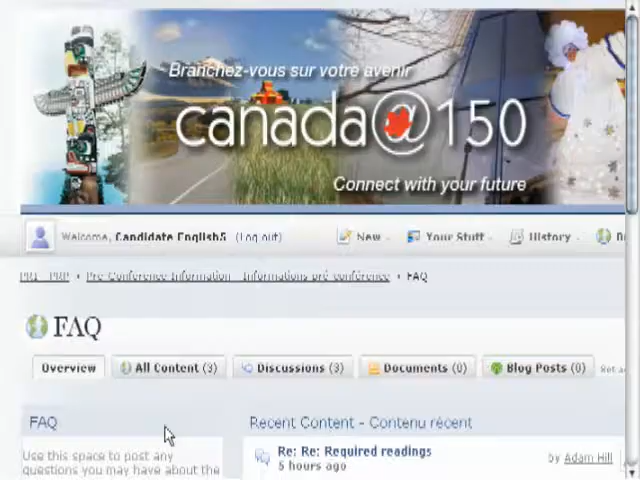 Branchez-vous sur votre avenir
canada@150
Connect with your future
Welcome, Candidate English5 (Log out)
New
Your Stuff
History
PRI - PRP › Pre-Conference Information - Informations pré-conférence › FAQ
FAQ
Overview
All Content (3)
Discussions (3)
Documents (0)
Blog Posts (0)
FAQ
Recent Content - Contenu récent
Use this space to post any
questions you may have about the
Re: Re: Required readings
by Adam Hill
5 hours ago